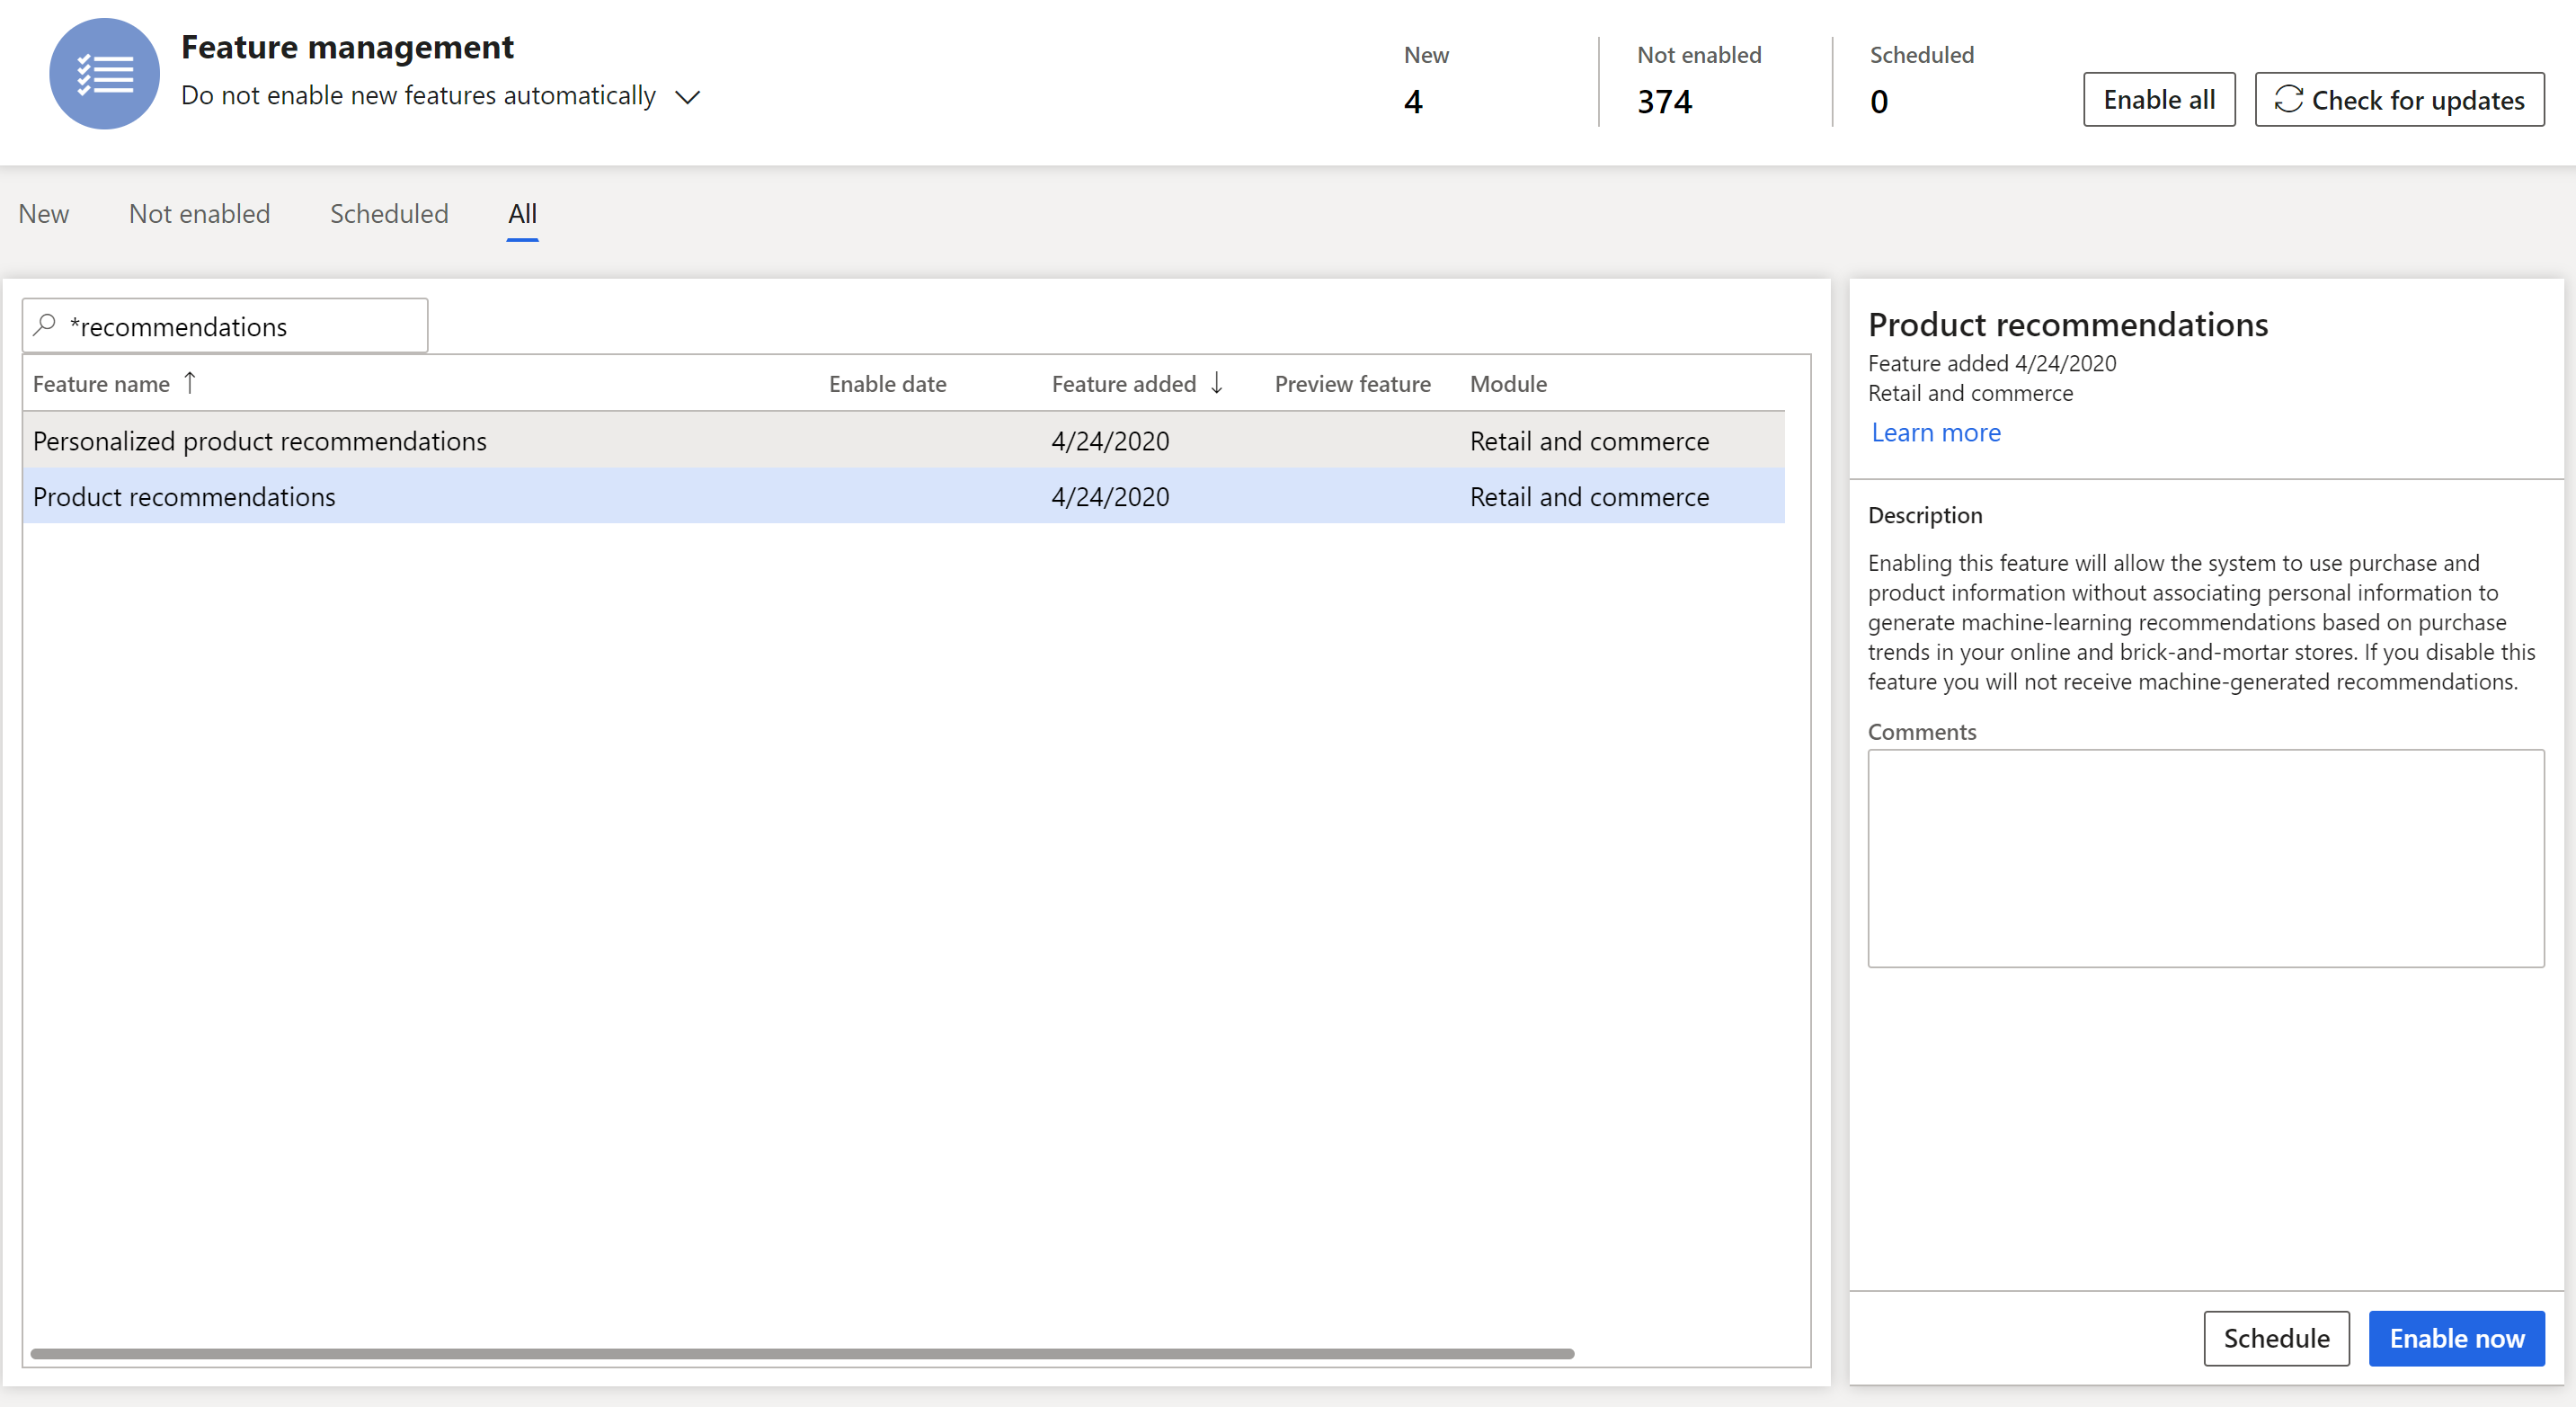 Feature management
Do not enable new features automatically
New
4
Not enabled
374
Scheduled
0
Enable all
Check for updates
New
Not enabled
Scheduled
All
*recommendations
Feature name
Enable date
Feature added
Preview feature
Module
Personalized product recommendations 4/24/2020 Retail and commerce
Product recommendations 4/24/2020 Retail and commerce
Product recommendations
Feature added 4/24/2020
Retail and commerce
Learn more
Description
Enabling this feature will allow the system to use purchase and
product information without associating personal information to
generate machine-learning recommendations based on purchase
trends in your online and brick-and-mortar stores. If you disable this
feature you will not receive machine-generated recommendations.
Comments
Schedule
Enable now